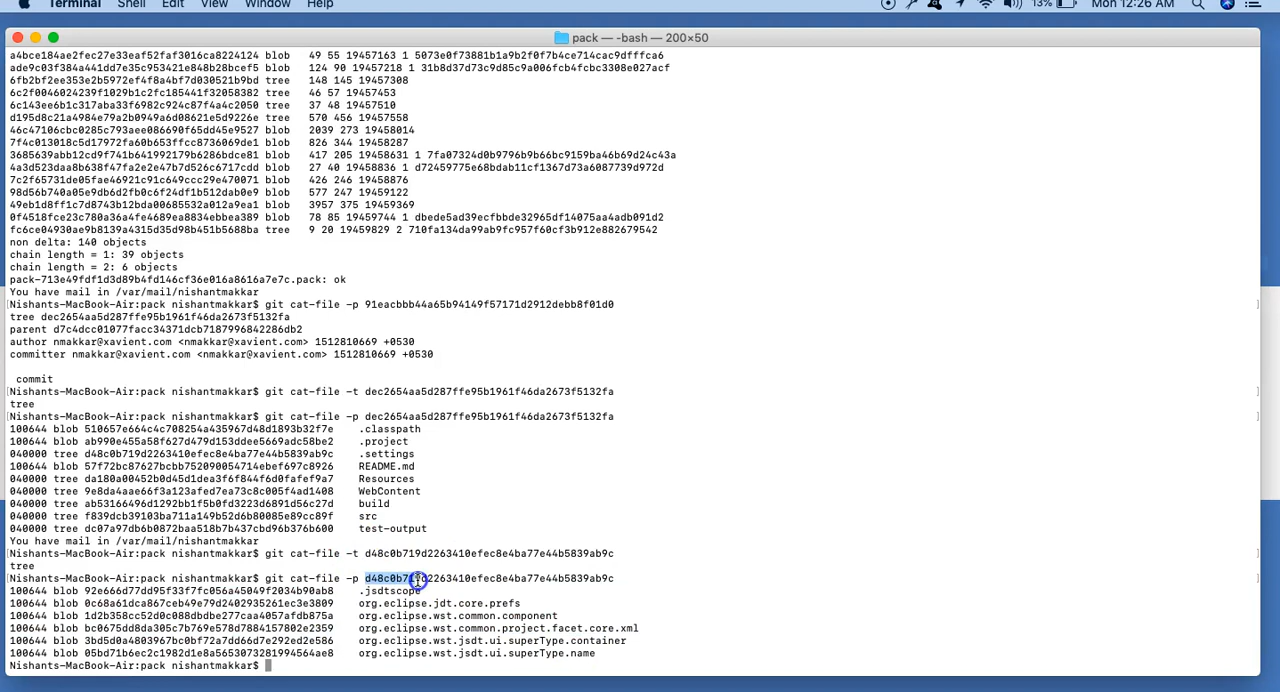 Terminal Shell Edit View Window Help 13% Mon 12:26 AM
pack — -bash — 200×50
a4bce184ae2fec27e33eaf52faf3016ca8224124 blob 49 55 19457163 1 5073e0f73881b1a9b2f0f7b4ce714cac9dfffca6
ade9c03f384a441dd7e35c953421e848b28bcef5 blob 124 90 19457218 1 31b8d37d73c9d85c9a006fcb4fcbc3308e027acf
6fb2bf2ee353e2b5972ef4f8a4bf7d030521b9bd tree 148 145 19457308
6c2f0046024239f1029b1c2fc185441f32058382 tree 46 57 19457453
6c143ee6b1c317aba33f6982c924c87f4a4c2050 tree 37 48 19457510
d195d8c21a4984e79a2b0949a6d08621e5d9226e tree 570 456 19457558
46c47106cbc0285c793aee086690f65dd45e9527 blob 2039 273 19458014
7f4c013018c5d17972fa60b653ffcc8736069de1 blob 826 344 19458287
3685639abb12cd9f741b641992179b6286bdce81 blob 417 205 19458631 1 7fa07324d0b9796b9b66bc9159ba46b69d24c43a
4a3d523daa8b638f47fa2e2e47b7d526c6717cdd blob 27 40 19458836 1 d72459775e68bdab11cf1367d73a6087739d972d
7c2f65731de05fae46921c91c649ccc29e470071 blob 426 246 19458876
98d56b740a05e9db6d2fb0c6f24df1b512dab0e9 blob 577 247 19459122
49eb1d8ff1c7d8743b12bda00685532a012a9ea1 blob 3957 375 19459369
0f4518fce23c780a36a4fe4689ea8834ebbea389 blob 78 85 19459744 1 dbede5ad39ecfbbde32965df14075aa4adb091d2
fc6ce04930ae9b8139a4315d35d98b451b5688ba tree 9 20 19459829 2 710fa134da99ab9fc957f60cf3b912e882679542
non delta: 140 objects
chain length = 1: 39 objects
chain length = 2: 6 objects
pack-713e49fdf1d3d89b4fd146cf36e016a8616a7e7c.pack: ok
You have mail in /var/mail/nishantmakkar
[Nishants-MacBook-Air:pack nishantmakkar$ git cat-file -p 91eacbbb44a65b94149f57171d2912debb8f01d0 ]
tree dec2654aa5d287ffe95b1961f46da2673f5132fa
parent d7c4dcc01077facc34371dcb7187996842286db2
author nmakkar@xavient.com <nmakkar@xavient.com> 1512810669 +0530
committer nmakkar@xavient.com <nmakkar@xavient.com> 1512810669 +0530
commit
[Nishants-MacBook-Air:pack nishantmakkar$ git cat-file -t dec2654aa5d287ffe95b1961f46da2673f5132fa ]
tree
[Nishants-MacBook-Air:pack nishantmakkar$ git cat-file -p dec2654aa5d287ffe95b1961f46da2673f5132fa ]
100644 blob 510657e664c4c708254a435967d48d1893b32f7e .classpath
100644 blob ab990e455a58f627d479d153ddee5669adc58be2 .project
040000 tree d48c0b719d2263410efec8e4ba77e44b5839ab9c .settings
100644 blob 57f72bc87627bcbb752090054714ebef697c8926 README.md
040000 tree da180a00452b0d45d1dea3f6f844f6d0fafef9a7 Resources
040000 tree 9e8da4aae66f3a123afed7ea73c8c005f4ad1408 WebContent
040000 tree ab53166496d1292bb1f5b0fd3223d6891d56c27d build
040000 tree f839dcb39103ba711a149b52d6b80085e89cc89f src
040000 tree dc07a97db6b0872baa518b7b437cbd96b376b600 test-output
You have mail in /var/mail/nishantmakkar
[Nishants-MacBook-Air:pack nishantmakkar$ git cat-file -t d48c0b719d2263410efec8e4ba77e44b5839ab9c ]
tree
[Nishants-MacBook-Air:pack nishantmakkar$ git cat-file -p d48c0b719d2263410efec8e4ba77e44b5839ab9c ]
100644 blob 92e666d77dd95f33f7fc056a45049f2034b90ab8 .jsdtscope
100644 blob 0c68a61dca867ceb49e79d2402935261ec3e3809 org.eclipse.jdt.core.prefs
100644 blob 1d2b358cc52d0c088dbdbe277caa4057afdb875a org.eclipse.wst.common.component
100644 blob bc0675dd8da305c7b769e578d7884157802e2359 org.eclipse.wst.common.project.facet.core.xml
100644 blob 3bd5d0a4803967bc0bf72a7dd66d7e292ed2e586 org.eclipse.wst.jsdt.ui.superType.container
100644 blob 05bd71b6ec2c1982d1e8a5653073281994564ae8 org.eclipse.wst.jsdt.ui.superType.name
Nishants-MacBook-Air:pack nishantmakkar$